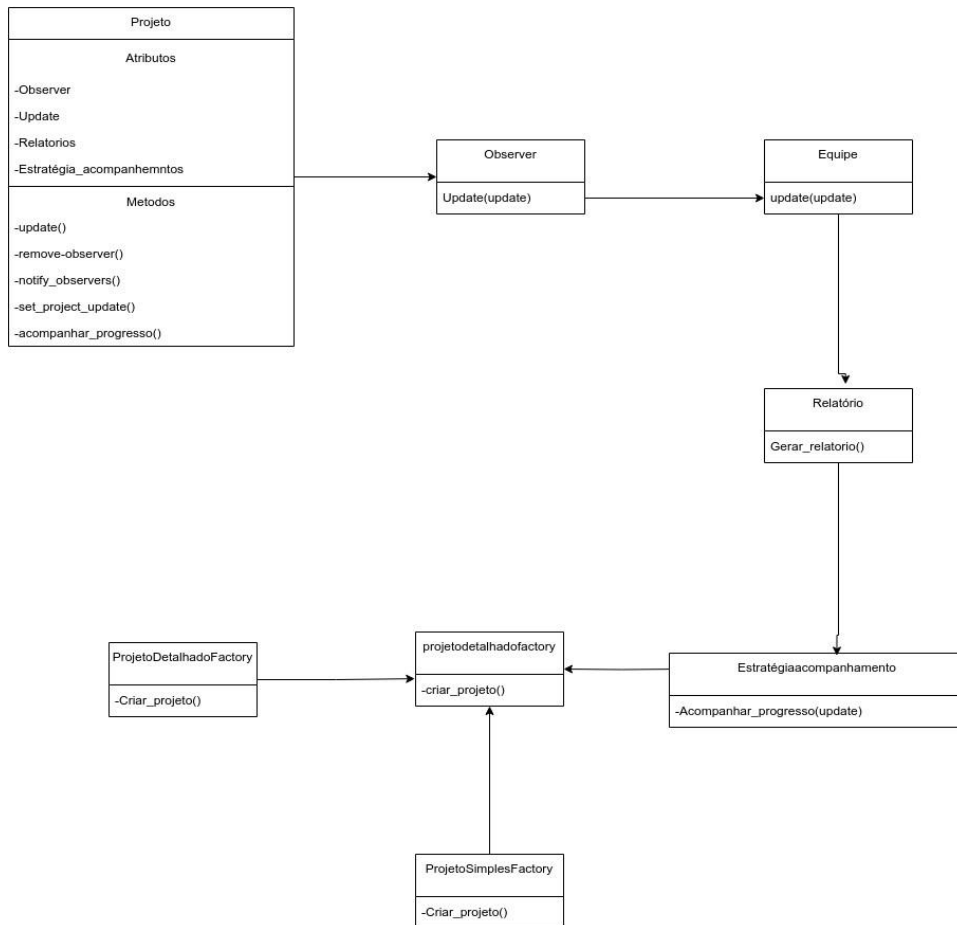 Projeto
Atributos
-Observer
-Update
-Relatorios
-Estratégia_acompanhemntos
Metodos
-update()
-remove-observer()
-notify_observers()
-set_project_update()
-acompanhar_progresso()
Observer
Update(update)
Equipe
update(update)
Relatório
Gerar_relatorio()
Estratégiaacompanhamento
-Acompanhar_progresso(update)
projetodetalhadofactory
-criar_projeto()
ProjetoDetalhadoFactory
-Criar_projeto()
ProjetoSimplesFactory
-Criar_projeto()